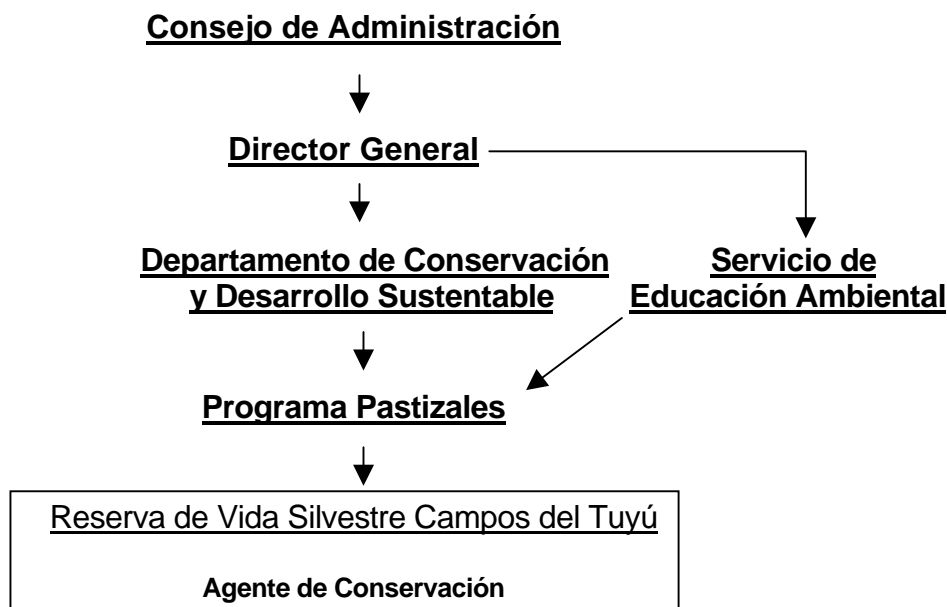 Consejo de Administración
Director General
Departamento de Conservación
y Desarrollo Sustentable
Servicio de
Educación Ambiental
Programa Pastizales
Reserva de Vida Silvestre Campos del Tuyú
Agente de Conservación